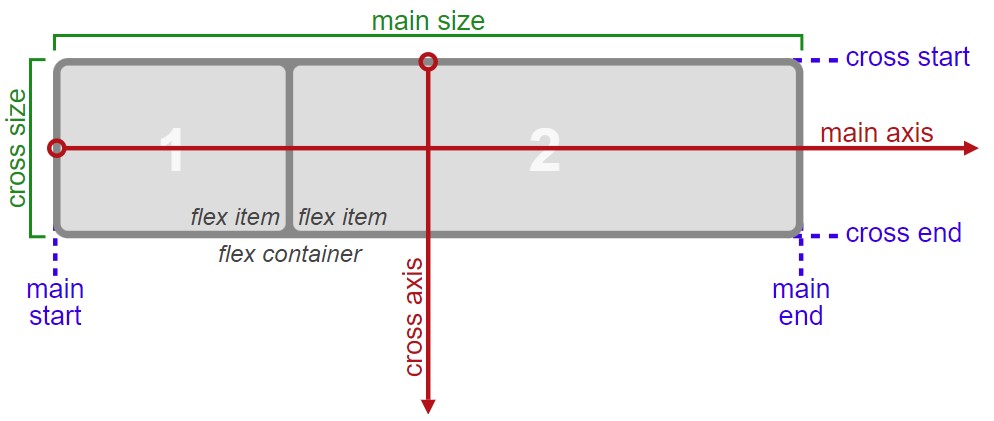 main size
cross start
cross size
main axis
1
2
flex item
flex item
cross end
flex container
main
start
cross axis
main
end